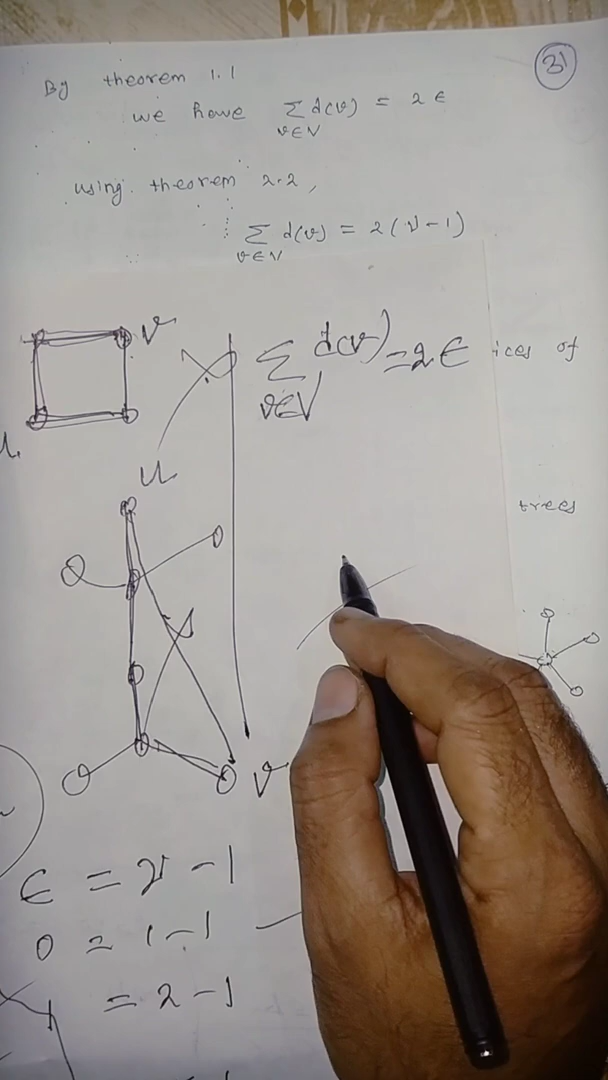 31
By theorem 1.1
we have Σ d(v) = 2ϵ
v∈V
using theorem 2.2,
Σ d(v) = 2(ν-1)
v∈V
v
Σ d(v) = 2ϵ
v∈V
ices of
u
trees
v
ϵ = ν - 1
0 = 1 - 1
= 2 - 1